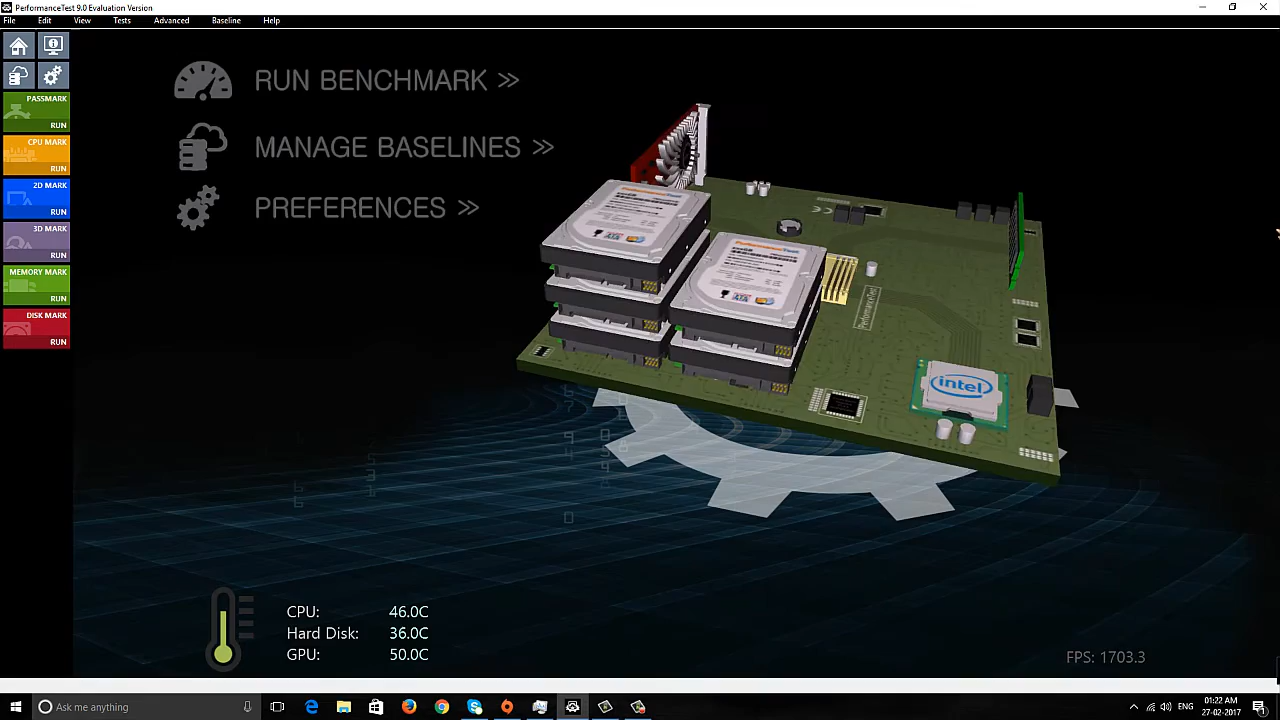 PerformanceTest 9.0 Evaluation Version
File Edit View Tests Advanced Baseline Help
PASSMARK
RUN
CPU MARK
RUN
2D MARK
RUN
3D MARK
RUN
MEMORY MARK
RUN
DISK MARK
RUN
RUN BENCHMARK >>
MANAGE BASELINES >>
PREFERENCES >>
PerformanceTest
PerformanceTest
PerformanceTest
intel
CPU: 46.0C
Hard Disk: 36.0C
GPU: 50.0C
FPS: 1703.3
Ask me anything
ENG
01:22 AM
27-02-2017